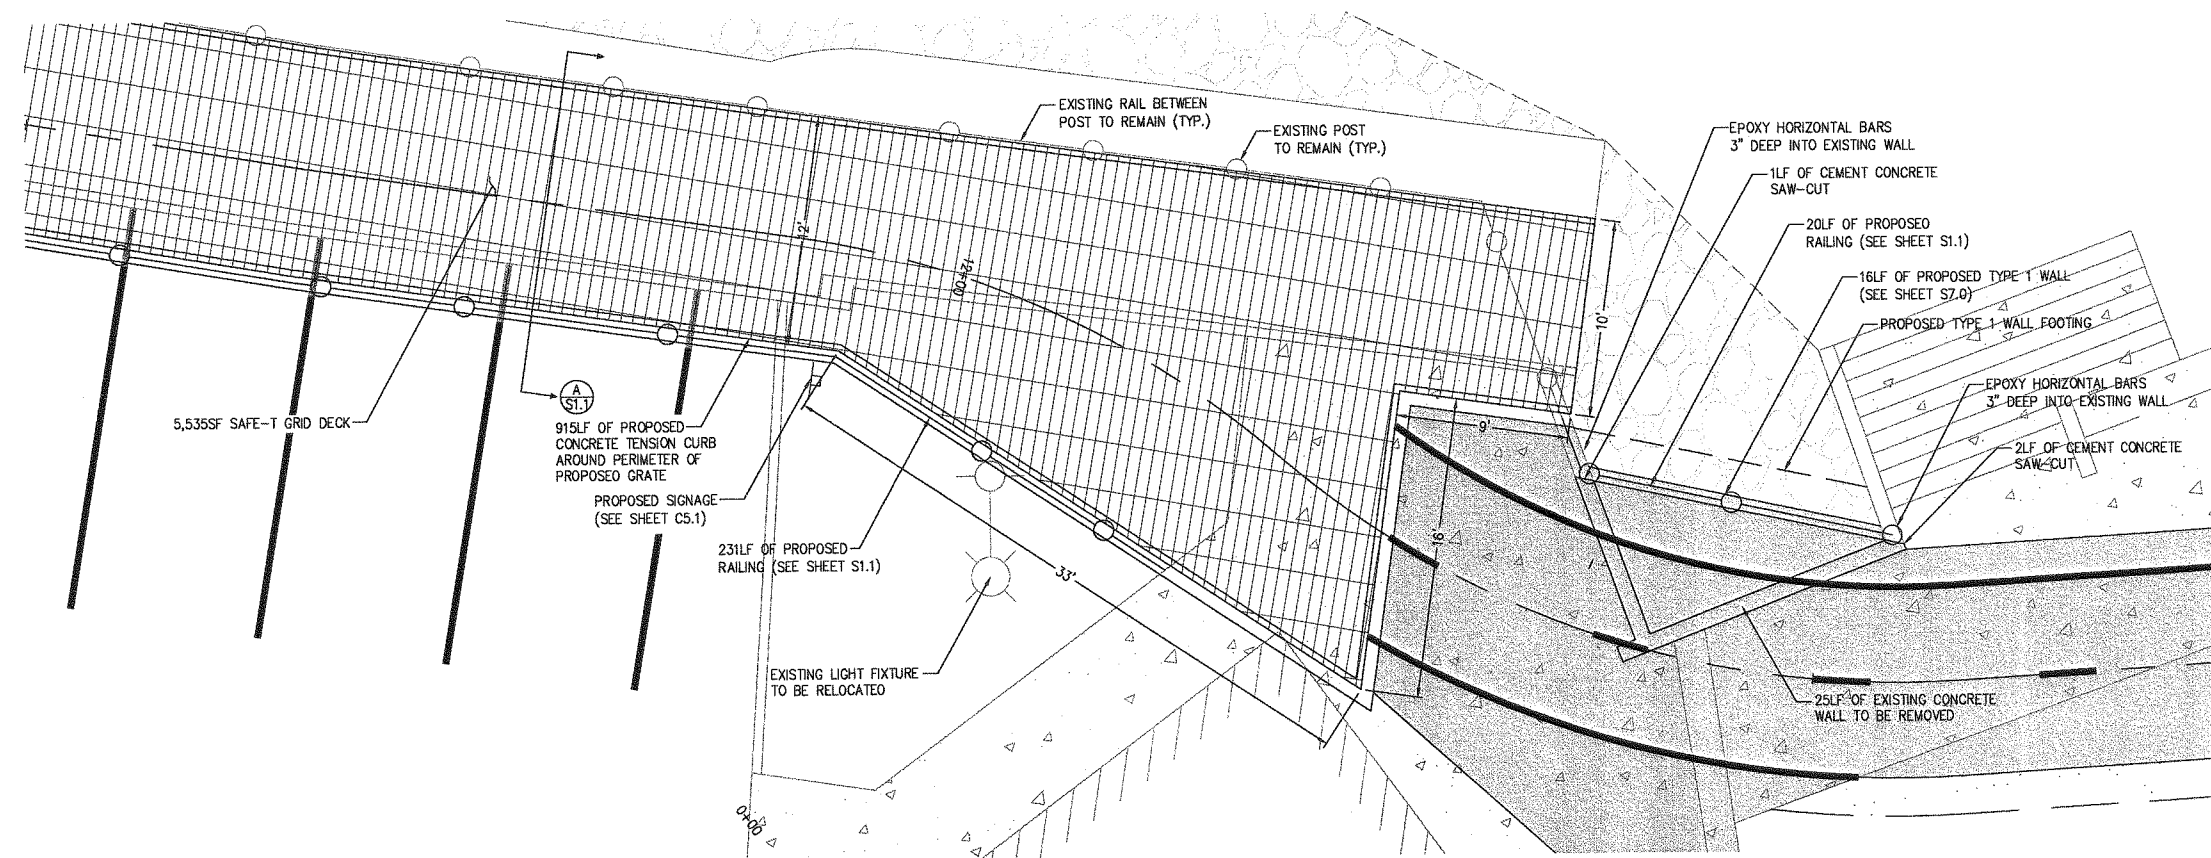 EXISTING RAIL BETWEEN
POST TO REMAIN (TYP.)
EXISTING POST
TO REMAIN (TYP.)
EPOXY HORIZONTAL BARS
3" DEEP INTO EXISTING WALL
1LF OF CEMENT CONCRETE
SAW-CUT
20LF OF PROPOSED
RAILING (SEE SHEET S1.1)
16LF OF PROPOSED TYPE 1 WALL
(SEE SHEET S7.0)
PROPOSED TYPE 1 WALL FOOTING
EPOXY HORIZONTAL BARS
3" DEEP INTO EXISTING WALL
2LF OF CEMENT CONCRETE
SAW-CUT
12'
12+00
10'
9'
16'
33'
A
S1.1
5,535SF SAFE-T GRID DECK
915LF OF PROPOSED
CONCRETE TENSION CURB
AROUND PERIMETER OF
PROPOSED GRATE
PROPOSED SIGNAGE
(SEE SHEET C5.1)
231LF OF PROPOSED
RAILING (SEE SHEET S1.1)
EXISTING LIGHT FIXTURE
TO BE RELOCATED
25LF OF EXISTING CONCRETE
WALL TO BE REMOVED
0+00